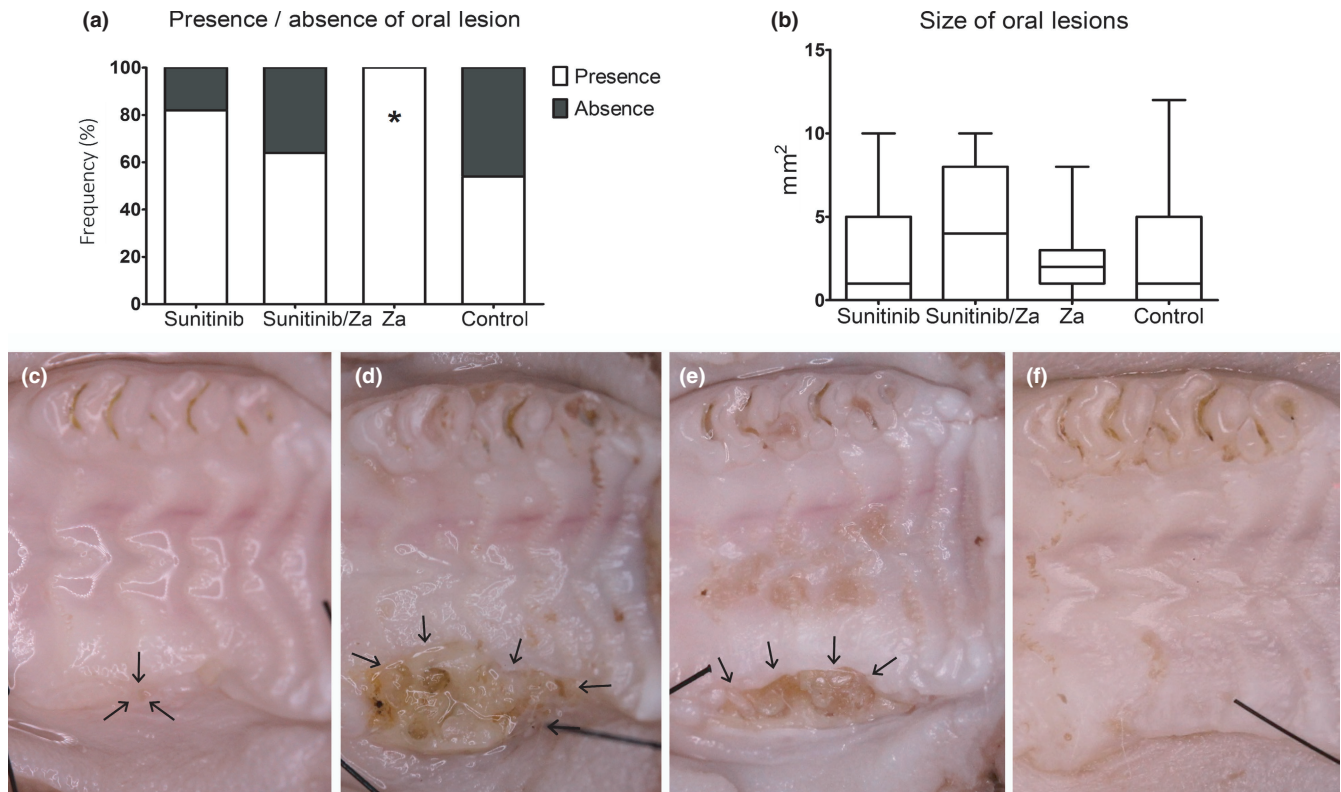 (a) Presence / absence of oral lesion
Frequency (%)
100
80
60
40
20
0
*
Presence
Absence
Sunitinib Sunitinib/Za Za Control
(b) Size of oral lesions
mm²
15
10
5
0
Sunitinib Sunitinib/Za Za Control
(c) (d) (e) (f)